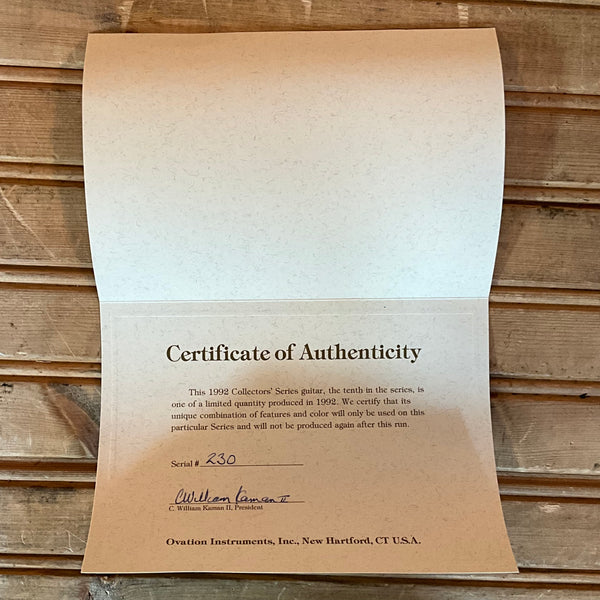 Certificate of Authenticity
This 1992 Collectors' Series guitar, the tenth in the series, is
one of a limited quantity produced in 1992. We certify that its
unique combination of features and color will only be used on this
particular Series and will not be produced again after this run.
Serial # 230
CWilliam Kaman II
C. William Kaman II, President
Ovation Instruments, Inc., New Hartford, CT U.S.A.